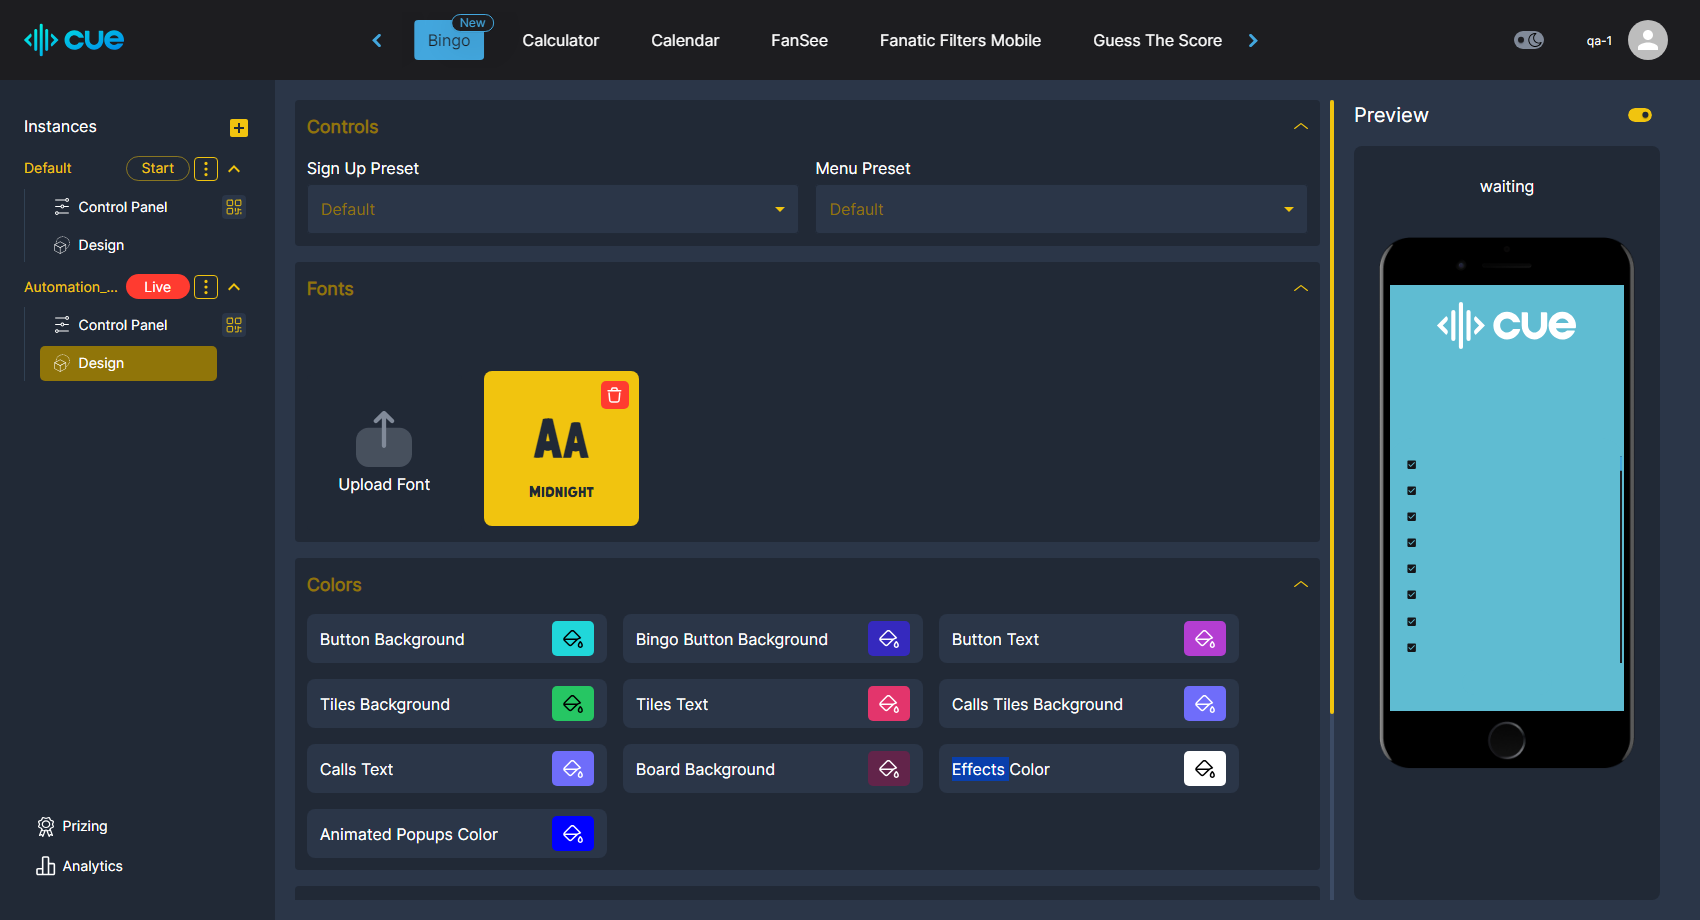 cue
New
Bingo
Calculator
Calendar
FanSee
Fanatic Filters Mobile
Guess The Score
qa-1
Instances
Default
Start
Control Panel
Design
Automation_...
Live
Control Panel
Design
Prizing
Analytics
Controls
Sign Up Preset
Menu Preset
Default
Default
Fonts
Upload Font
AA
MIDNIGHT
Colors
Button Background
Bingo Button Background
Button Text
Tiles Background
Tiles Text
Calls Tiles Background
Calls Text
Board Background
Effects Color
Animated Popups Color
Preview
waiting
cue